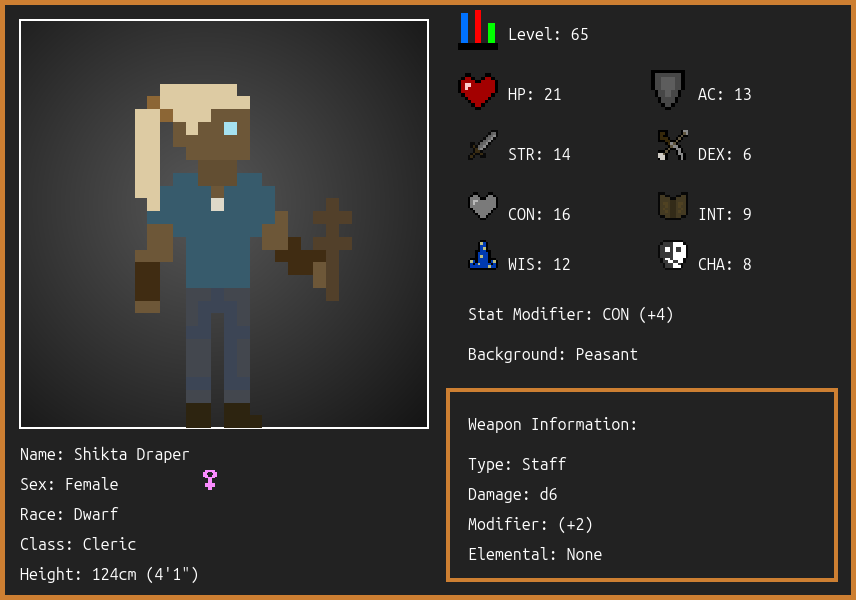 Level: 65
HP: 21
AC: 13
STR: 14
DEX: 6
CON: 16
INT: 9
WIS: 12
CHA: 8
Stat Modifier: CON (+4)
Background: Peasant
Weapon Information:
Type: Staff
Damage: d6
Modifier: (+2)
Elemental: None
Name: Shikta Draper
Sex: Female
Race: Dwarf
Class: Cleric
Height: 124cm (4'1")